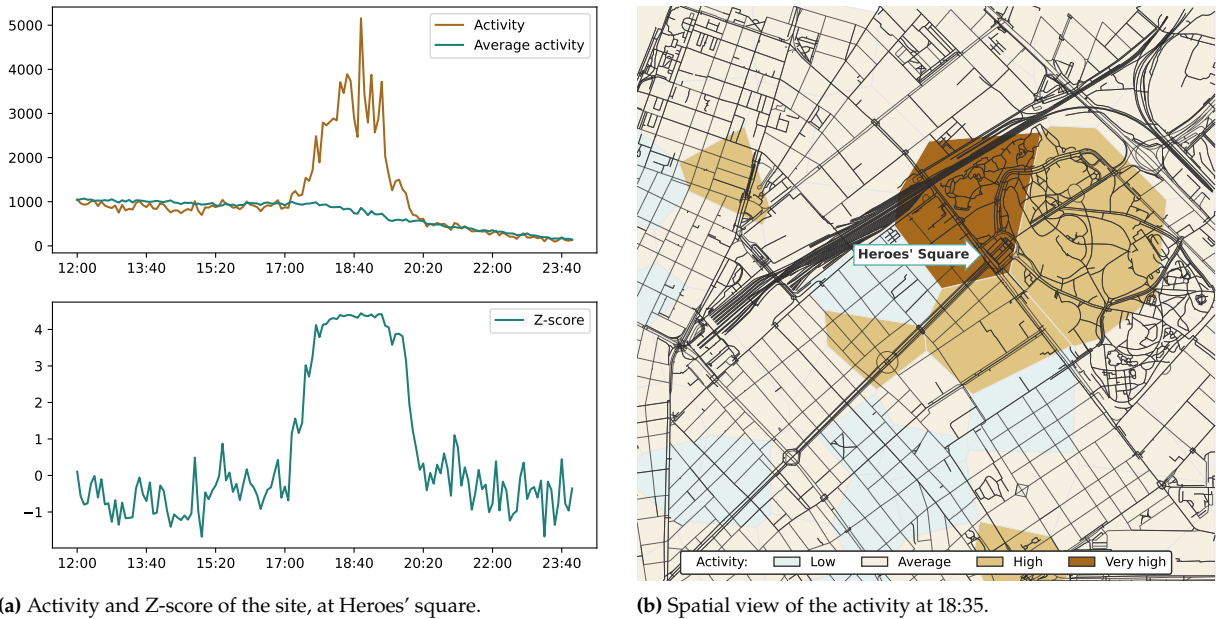 5000
4000
3000
2000
1000
0
Activity
Average activity
12:00 13:40 15:20 17:00 18:40 20:20 22:00 23:40
4
3
2
1
0
−1
Z-score
12:00 13:40 15:20 17:00 18:40 20:20 22:00 23:40
(a) Activity and Z-score of the site, at Heroes’ square.
Heroes' Square
Activity: Low Average High Very high
(b) Spatial view of the activity at 18:35.